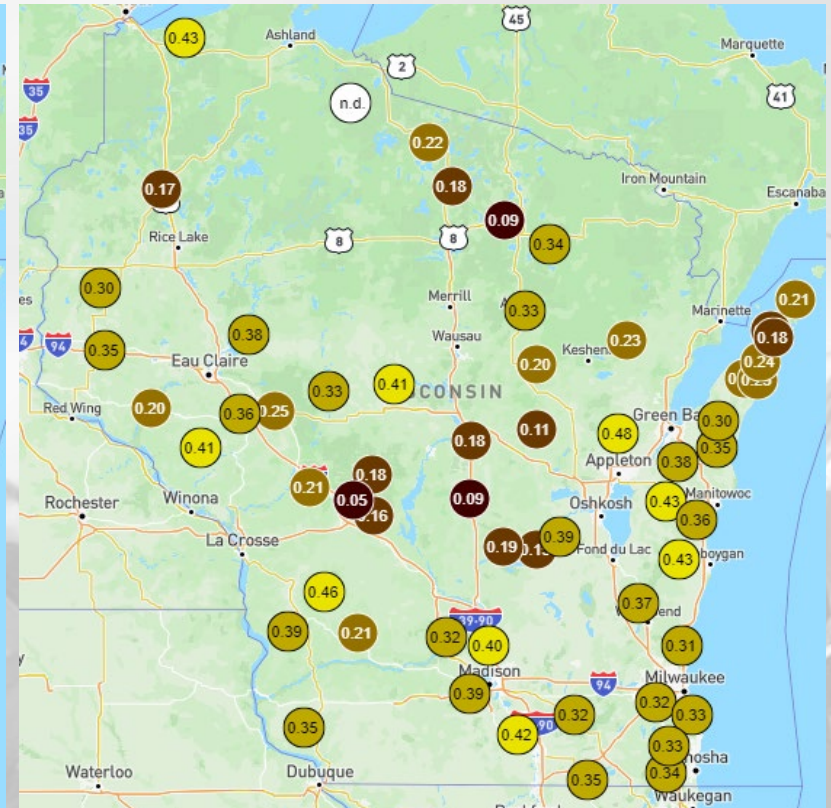 45
0.43
Ashland
Marquette
2
35
n.d.
41
35
0.22
0.17
0.18
Iron Mountain
Escanaba
0.09
Rice Lake
8
8
0.34
0.30
Merrill
0.21
0.33
Marinette
0.38
Wausau
0.23
0.18
94
0.35
Eau Claire
0.20
0.24
0.41
CONSIN
0.33
Red Wing
0.20
0.36
0.25
0.30
0.11
0.48
0.41
0.18
0.35
Appleton
0.38
0.18
0.21
0.05
0.09
0.43
Manitowoc
Rochester
Winona
Oshkosh
0.36
La Crosse
0.39
0.19
Fond du Lac
0.43
0.46
0.37
39-90
0.39
0.21
0.32
0.40
0.31
Madison
94
Milwaukee
0.39
0.32
0.32
0.33
0.35
0.42
0.33
Waterloo
Dubuque
0.35
0.34
Waukegan